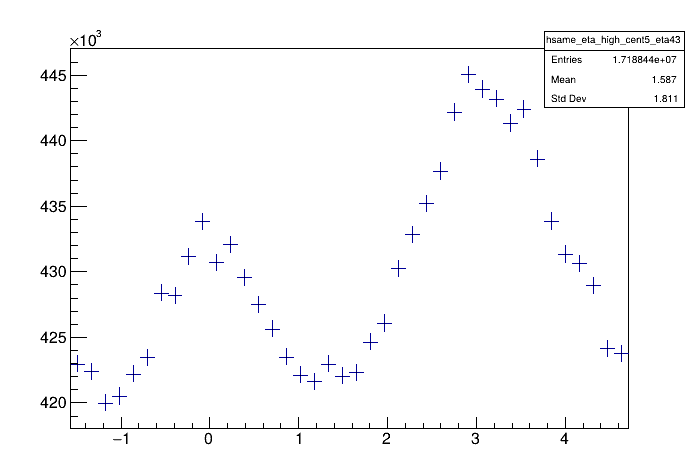 ×10³
hsame_eta_high_cent5_eta43
Entries 1.718844e+07
Mean 1.587
Std Dev 1.811
445
440
435
430
425
420
−1 0 1 2 3 4